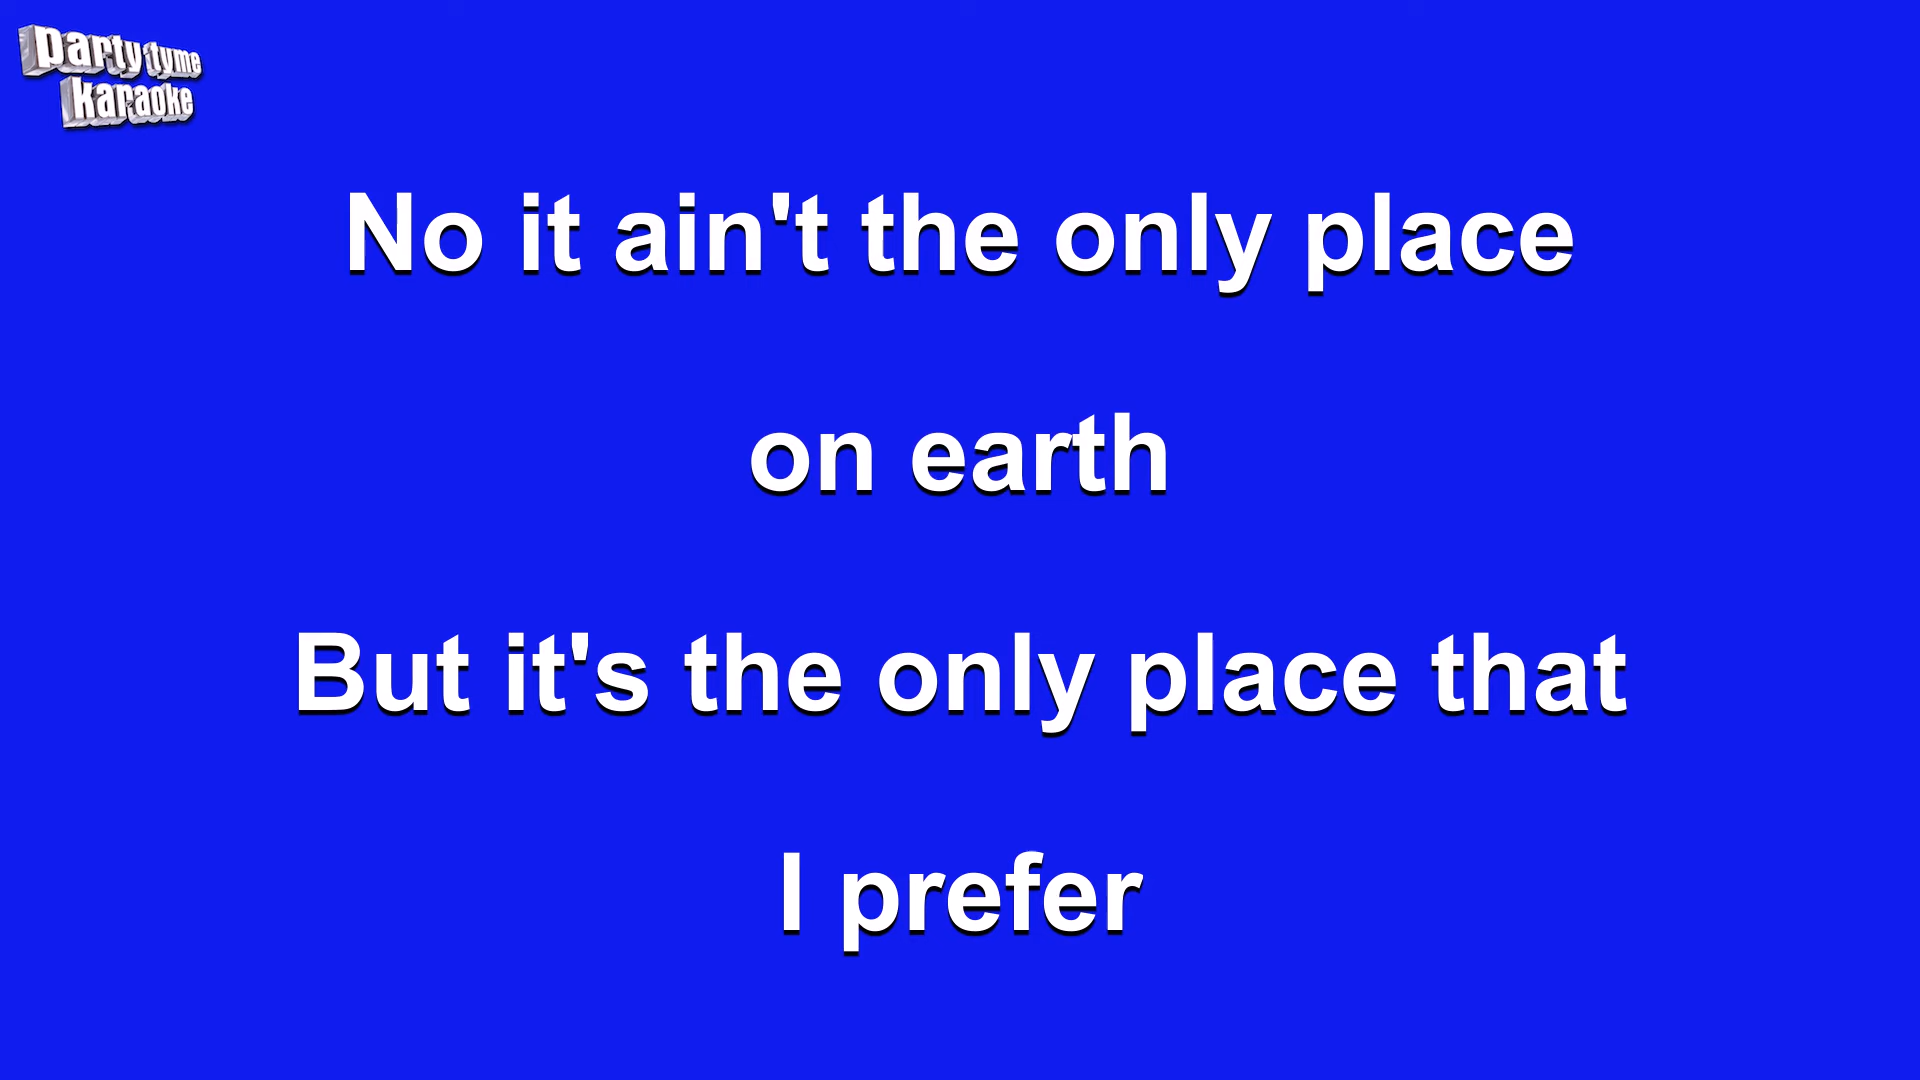 party tyme
karaoke
No it ain't the only place
on earth
But it's the only place that
I prefer